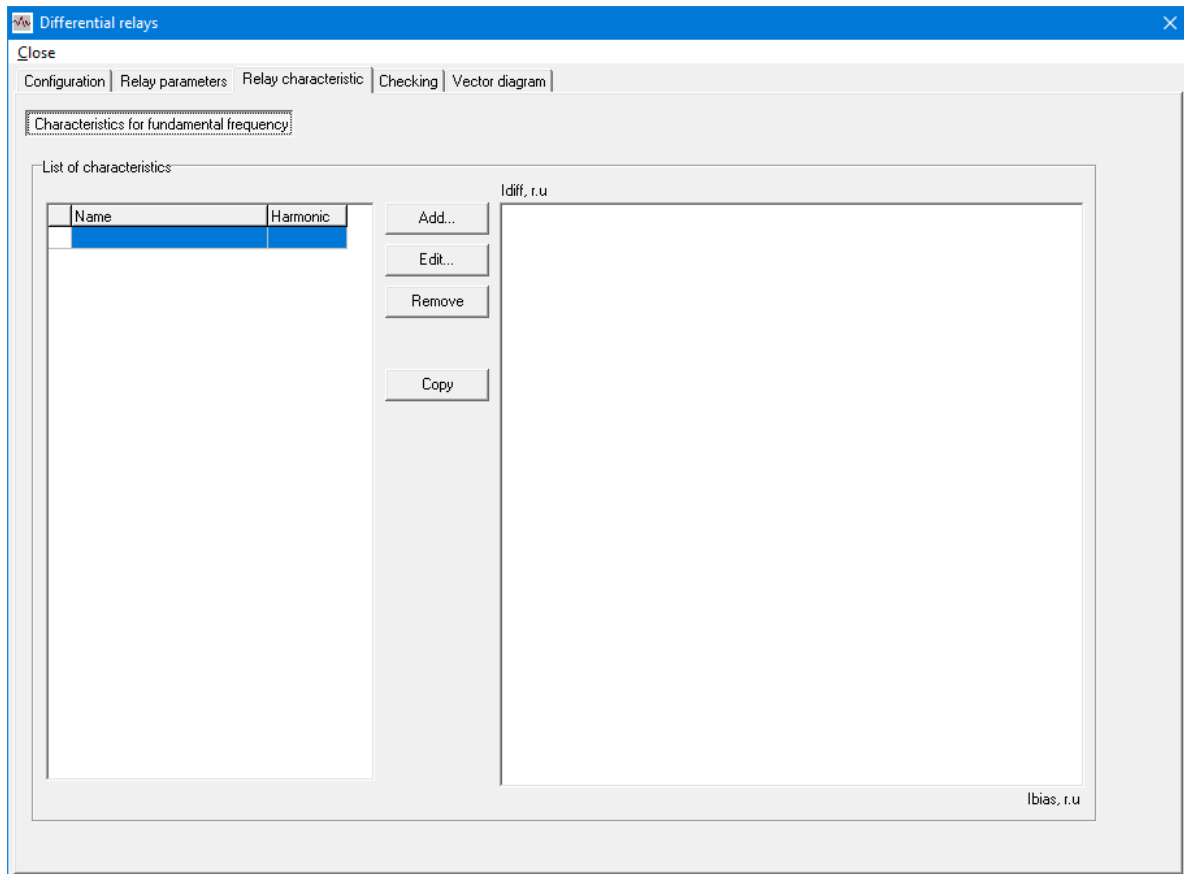 Differential relays
Close
Configuration Relay parameters Relay characteristic Checking Vector diagram
Characteristics for fundamental frequency
List of characteristics
Idiff, r.u
Name Harmonic
Add...
Edit...
Remove
Copy
Ibias, r.u